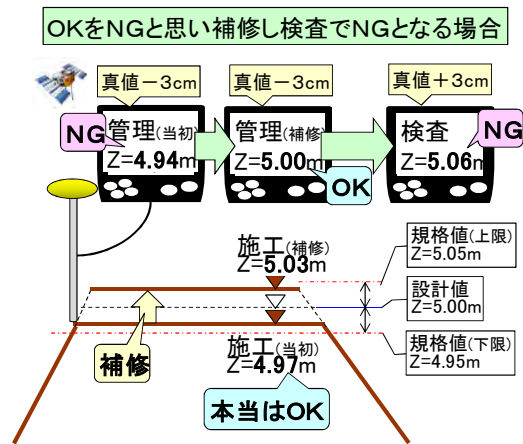 OKをNGと思い補修し検査でNGとなる場合
真値－3cm
真値－3cm
真値＋3cm
NG
管理(当初)
Z=4.94m
管理(補修)
Z=5.00m
OK
検査
Z=5.06m
NG
施工(補修)
Z=5.03m
規格値(上限)
Z=5.05m
設計値
Z=5.00m
規格値(下限)
Z=4.95m
補修
施工(当初)
Z=4.97m
本当はOK